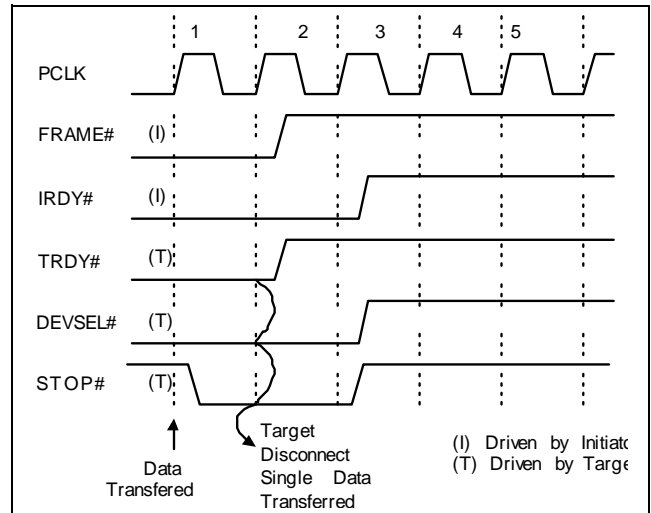 1 2 3 4 5
PCLK
FRAME# (I)
IRDY# (I)
TRDY# (T)
DEVSEL# (T)
STOP# (T)
Data
Transfered
Target
Disconnect
Single Data
Transferred
(I) Driven by Initiato
(T) Driven by Targe